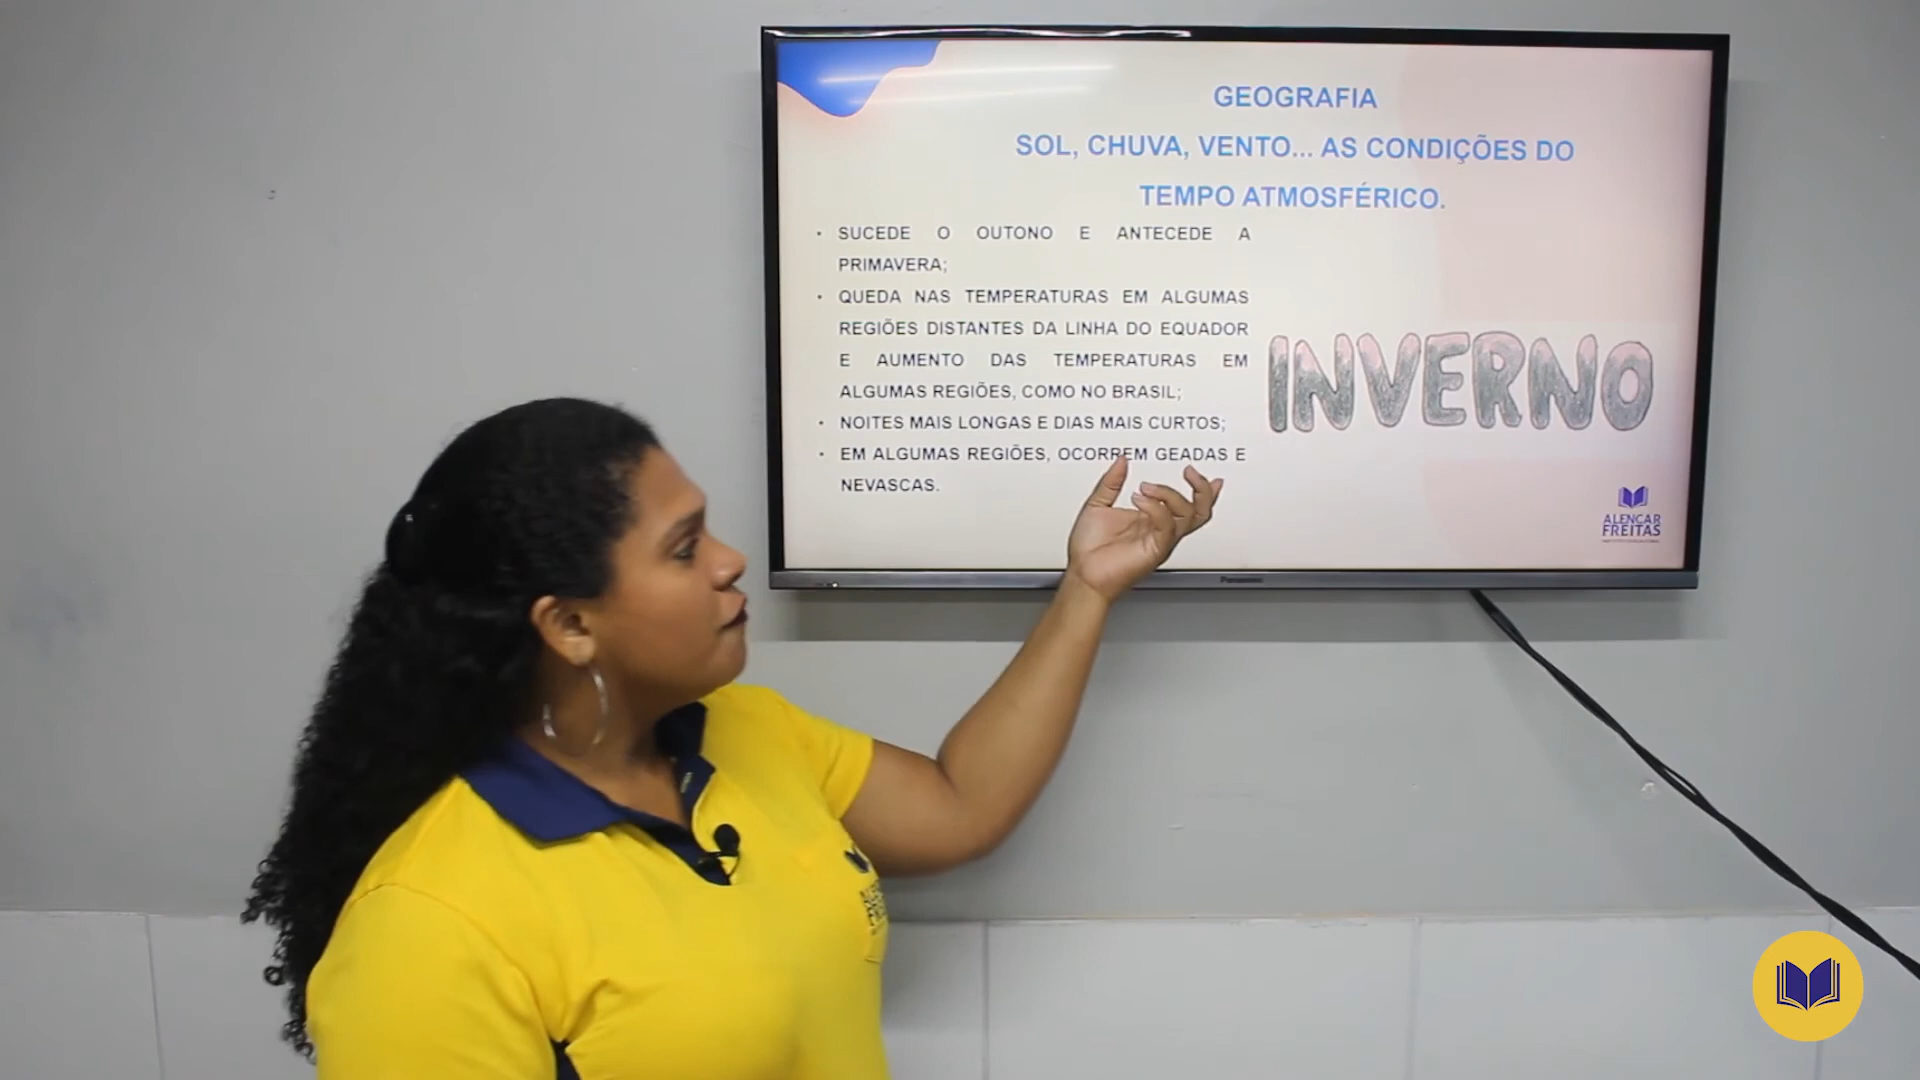 GEOGRAFIA
SOL, CHUVA, VENTO... AS CONDIÇÕES DO
TEMPO ATMOSFÉRICO.
• SUCEDE O OUTONO E ANTECEDE A
PRIMAVERA;
• QUEDA NAS TEMPERATURAS EM ALGUMAS
REGIÕES DISTANTES DA LINHA DO EQUADOR
E AUMENTO DAS TEMPERATURAS EM
ALGUMAS REGIÕES, COMO NO BRASIL;
• NOITES MAIS LONGAS E DIAS MAIS CURTOS;
• EM ALGUMAS REGIÕES, OCORREM GEADAS E
NEVASCAS.
INVERNO
ALENCAR
FREITAS
Panasonic